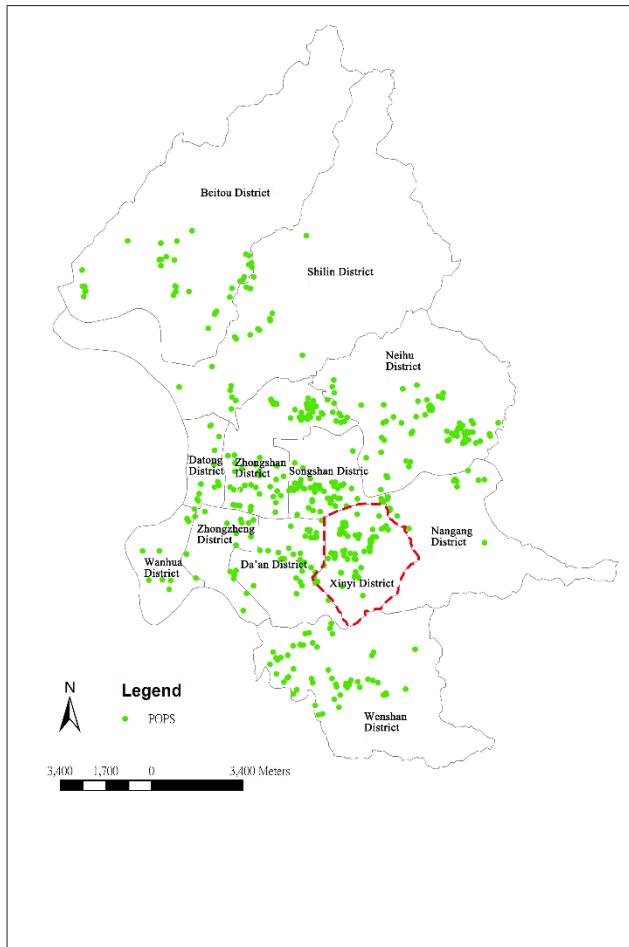 Beitou District
Shilin District
Neihu
District
Datong
District
Zhongshan
District
Songshan Distric
Zhongzheng
District
Nangang
District
Wanhua
District
Da'an District
Xinyi District
N
Legend
POPS
Wenshan
District
3,400 1,700 0 3,400 Meters